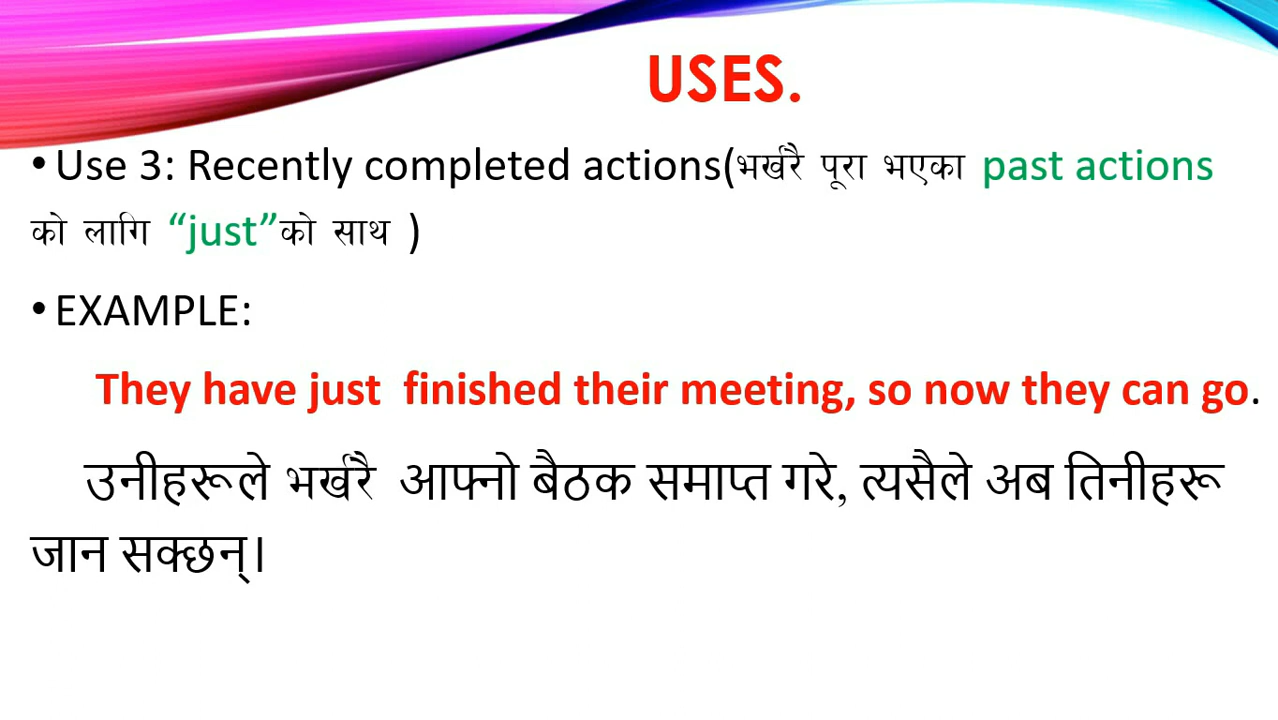 USES.
• Use 3: Recently completed actions(भर्खरै पूरा भएका past actions
को लागि “just”को साथ )
• EXAMPLE:
They have just finished their meeting, so now they can go.
उनीहरूले भर्खरै आफ्नो बैठक समाप्त गरे, त्यसैले अब तिनीहरू
जान सक्छन्।